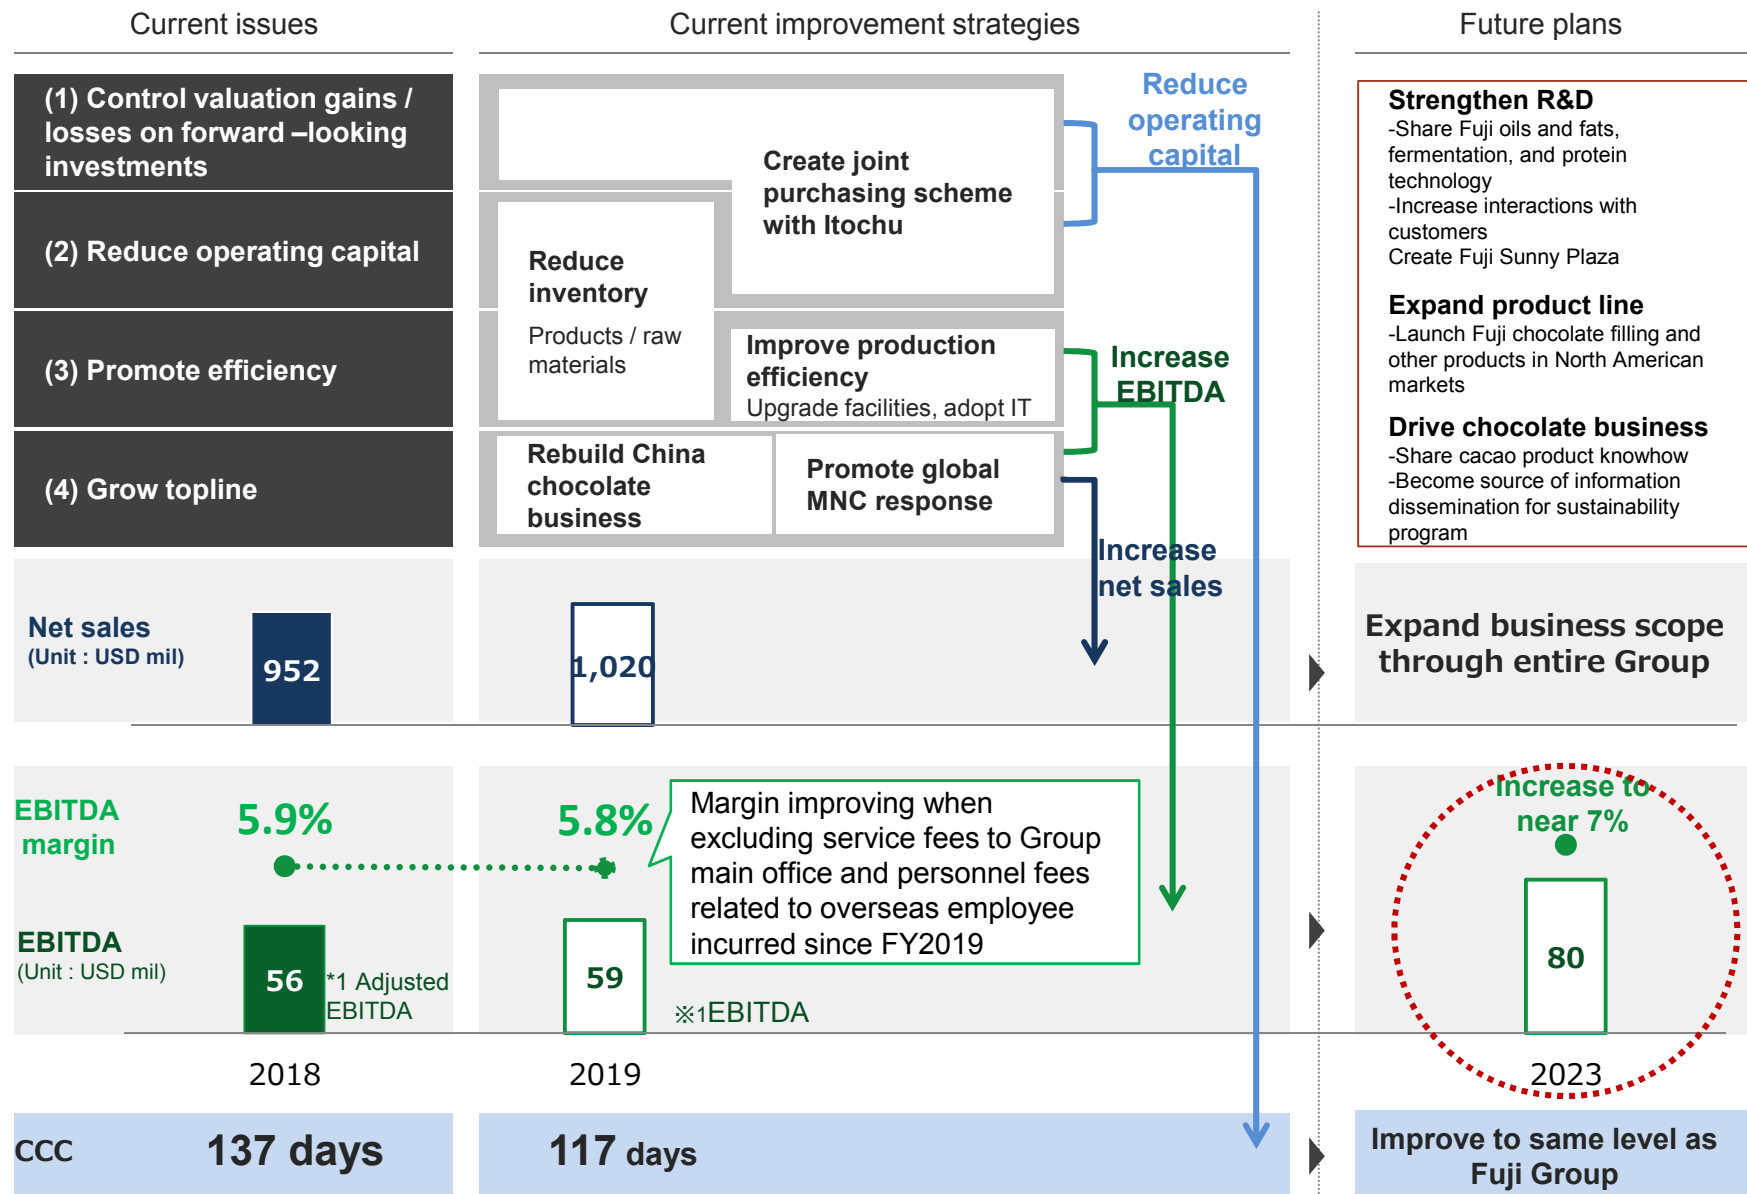 Current issues
Current improvement strategies
Future plans
(1) Control valuation gains /
losses on forward –looking
investments
(2) Reduce operating capital
(3) Promote efficiency
(4) Grow topline
Create joint
purchasing scheme
with Itochu
Reduce
inventory
Products / raw
materials
Improve production
efficiency
Upgrade facilities, adopt IT
Rebuild China
chocolate
business
Promote global
MNC response
Reduce
operating
capital
Increase
EBITDA
Increase
net sales
Strengthen R&D
-Share Fuji oils and fats,
fermentation, and protein
technology
-Increase interactions with
customers
Create Fuji Sunny Plaza
Expand product line
-Launch Fuji chocolate filling and
other products in North American
markets
Drive chocolate business
-Share cacao product knowhow
-Become source of information
dissemination for sustainability
program
Net sales
(Unit : USD mil)
952
1,020
Expand business scope
through entire Group
EBITDA
margin
5.9%
5.8%
Margin improving when
excluding service fees to Group
main office and personnel fees
related to overseas employee
incurred since FY2019
Increase to
near 7%
EBITDA
(Unit : USD mil)
56
*1 Adjusted
EBITDA
59
※1EBITDA
80
2018
2019
2023
CCC
137 days
117 days
Improve to same level as
Fuji Group